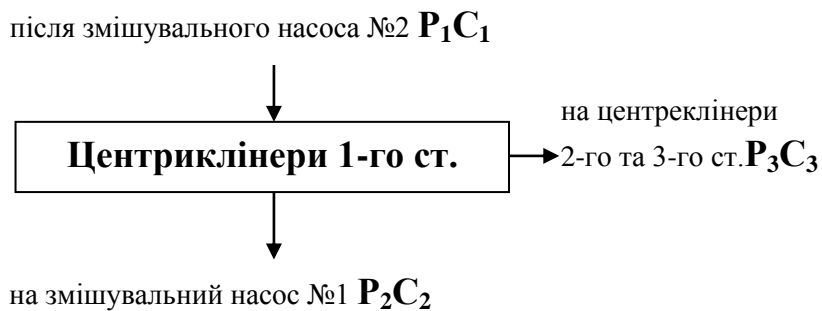 після змішувального насоса №2 P₁C₁
на центреклінери
Центриклінери 1-го ст.
2-го та 3-го ст.P₃C₃
на змішувальний насос №1 P₂C₂